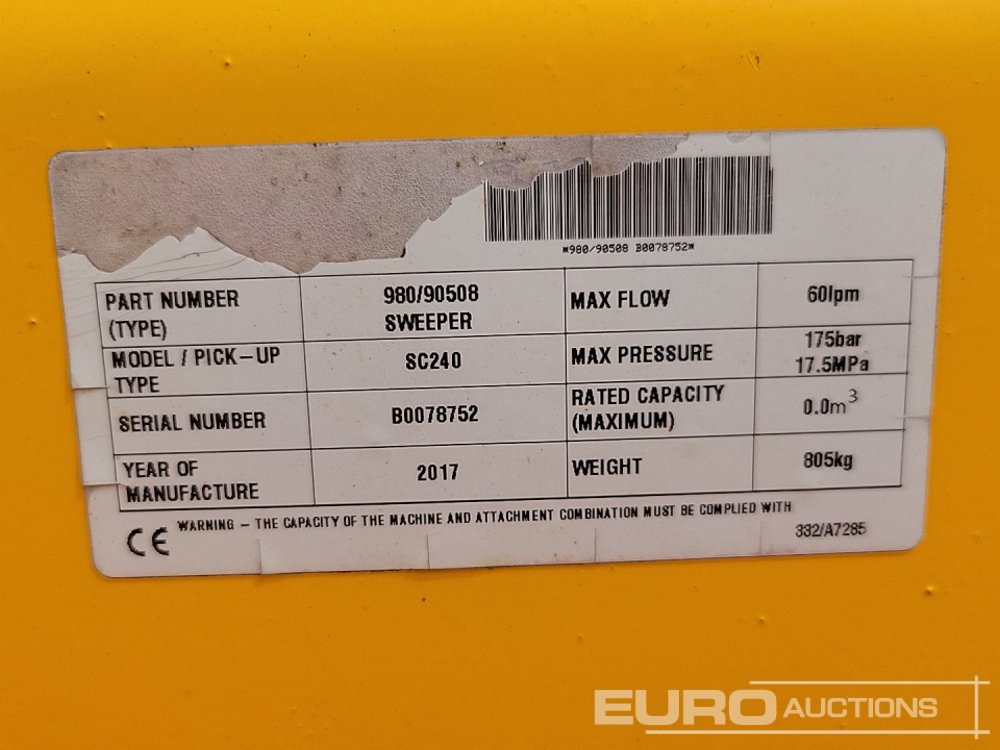 *980/90508 B0078752*
PART NUMBER (TYPE) 980/90508 SWEEPER MAX FLOW 60lpm
MODEL / PICK-UP TYPE SC240 MAX PRESSURE 175bar 17.5MPa
SERIAL NUMBER B0078752 RATED CAPACITY (MAXIMUM) 0.0m³
YEAR OF MANUFACTURE 2017 WEIGHT 805kg
WARNING – THE CAPACITY OF THE MACHINE AND ATTACHMENT COMBINATION MUST BE COMPLIED WITH
CE 332/A7285
EURO AUCTIONS